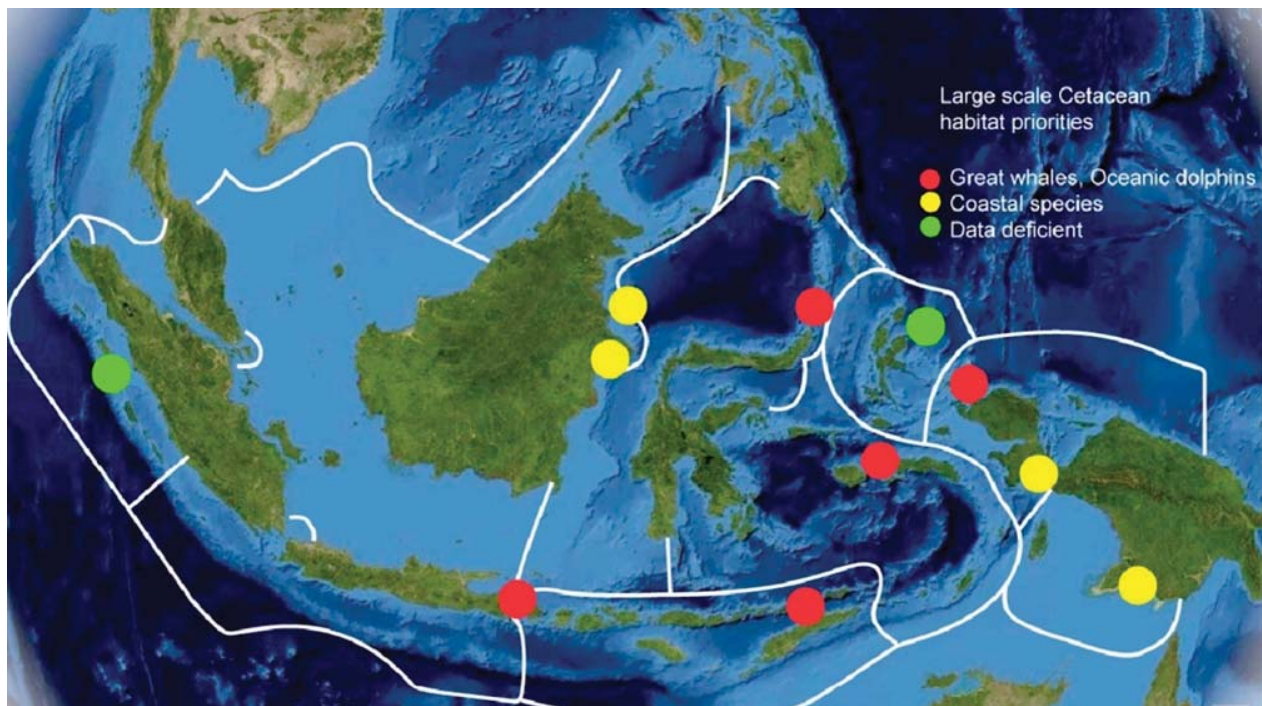 Large scale Cetacean
habitat priorities
Great whales, Oceanic dolphins
Coastal species
Data deficient